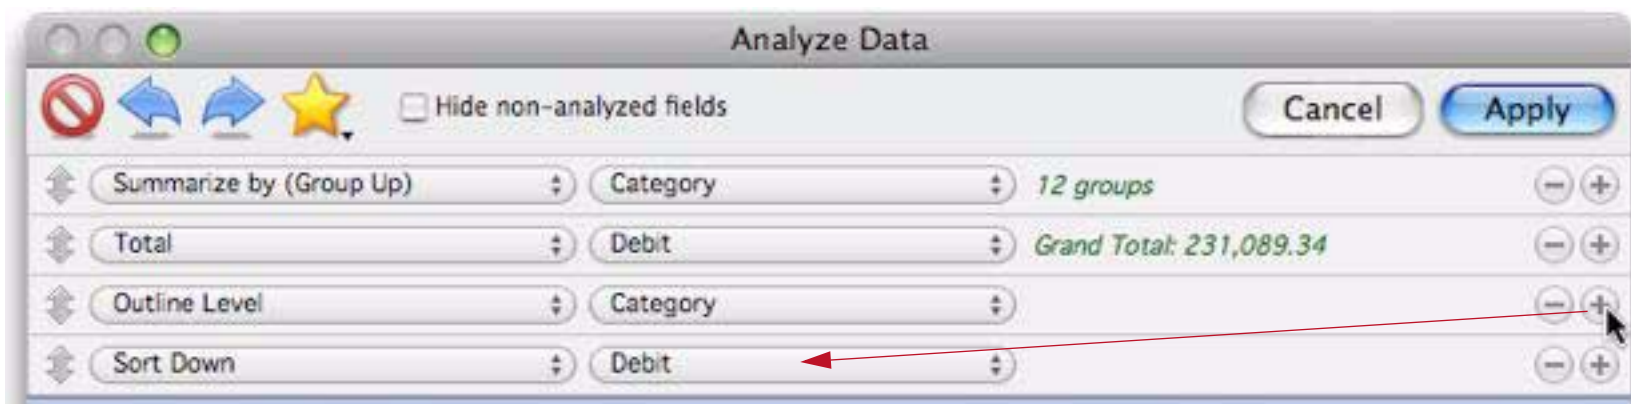 Analyze Data
Hide non-analyzed fields Cancel Apply
Summarize by (Group Up) Category 12 groups
Total Debit Grand Total: 231,089.34
Outline Level Category
Sort Down Debit